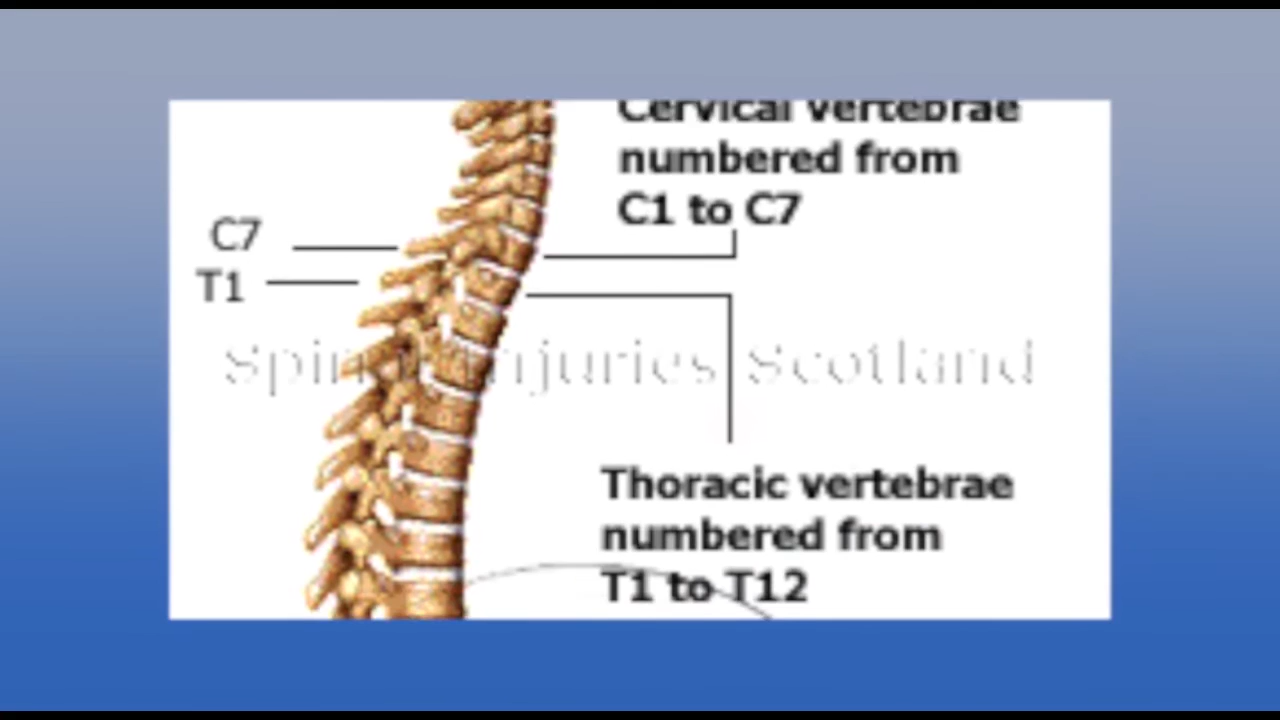 Cervical vertebrae
numbered from
C1 to C7
C7
T1
Spinal Injuries Scotland
Thoracic vertebrae
numbered from
T1 to T12